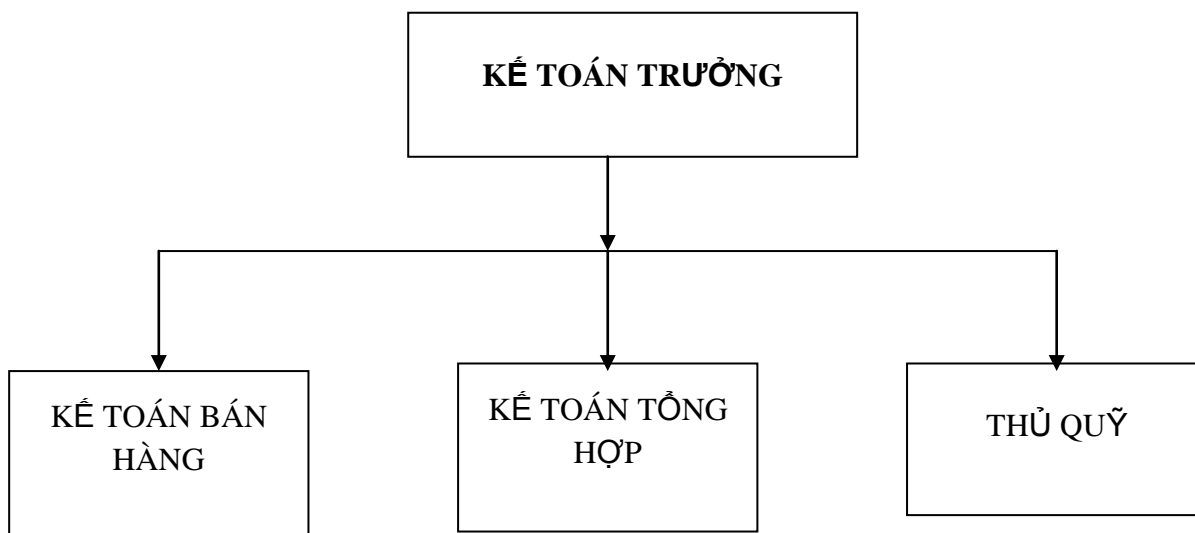 KẾ TOÁN TRƯỞNG
KẾ TOÁN BÁN
HÀNG
KẾ TOÁN TỔNG
HỢP
THỦ QUỸ